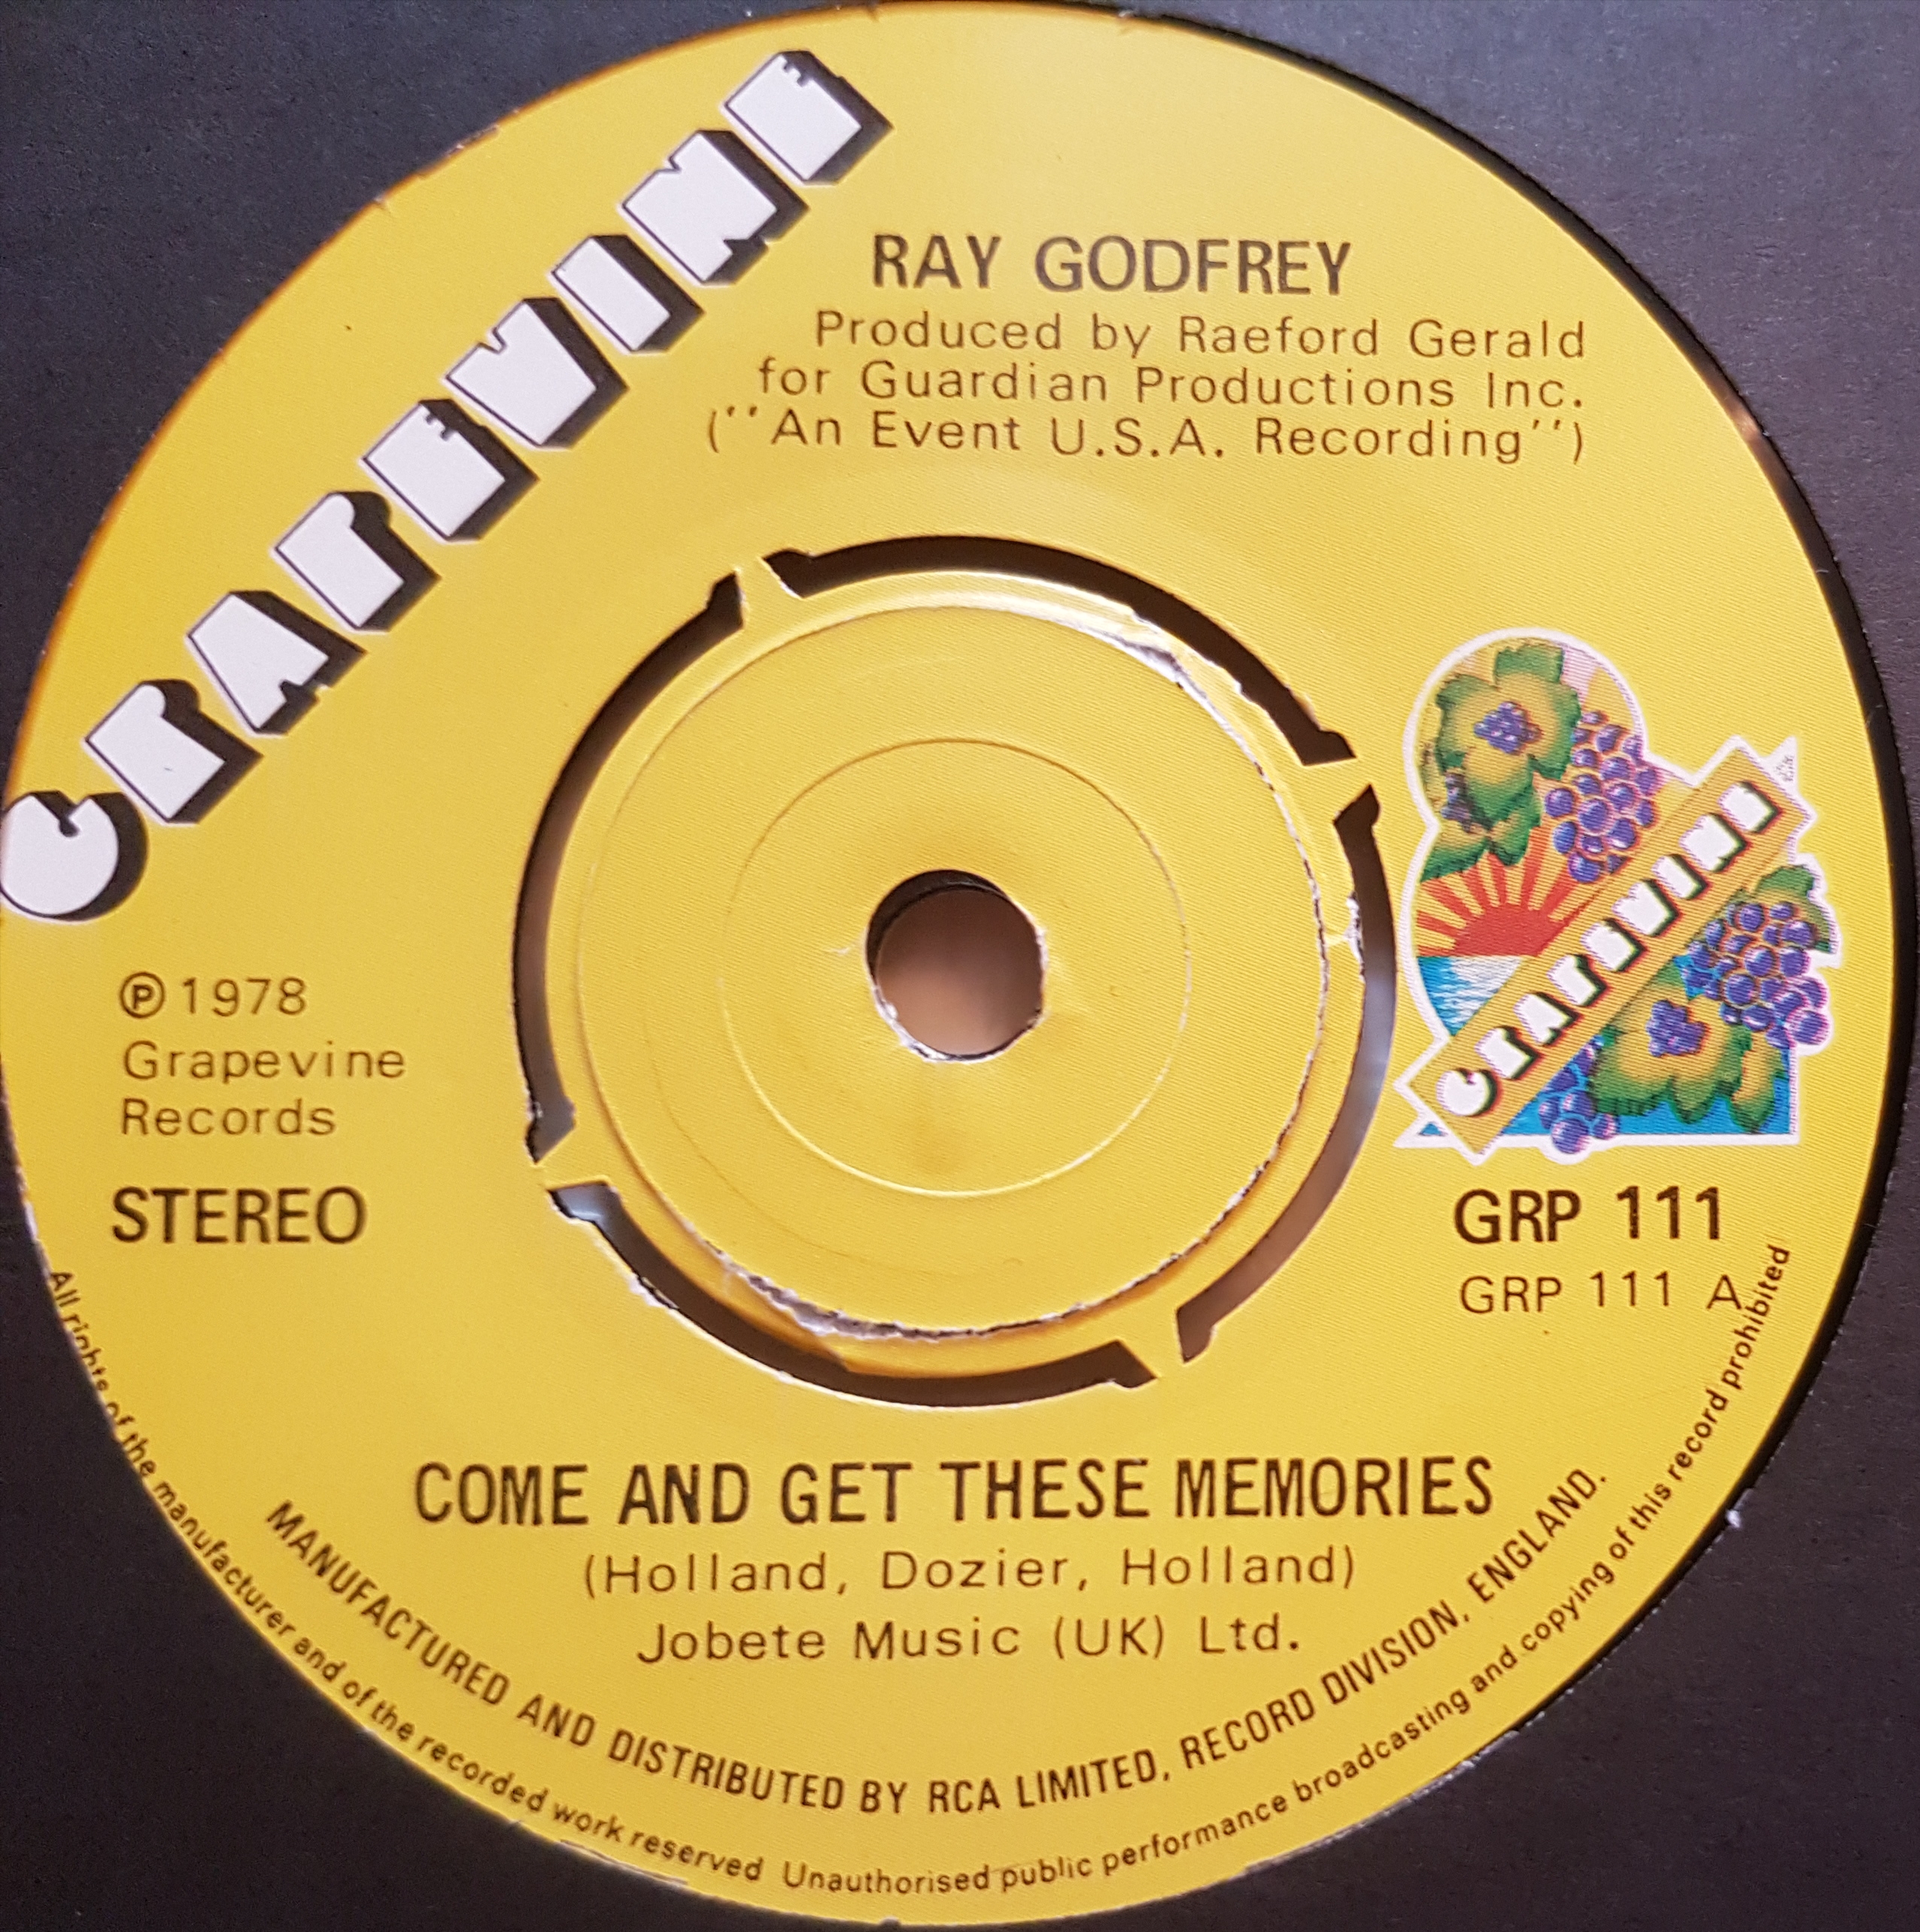 GRAPEVINE
RAY GODFREY
Produced by Raeford Gerald
for Guardian Productions Inc.
(''An Event U.S.A. Recording'')
GRAPEVINE
Ⓟ1978
Grapevine
Records
STEREO
GRP 111
GRP 111 A
COME AND GET THESE MEMORIES
(Holland, Dozier, Holland)
Jobete Music (UK) Ltd.
MANUFACTURED AND DISTRIBUTED BY RCA LIMITED, RECORD DIVISION, ENGLAND.
All rights of the manufacturer and of the recorded work reserved Unauthorised public performance broadcasting and copying of this record prohibited